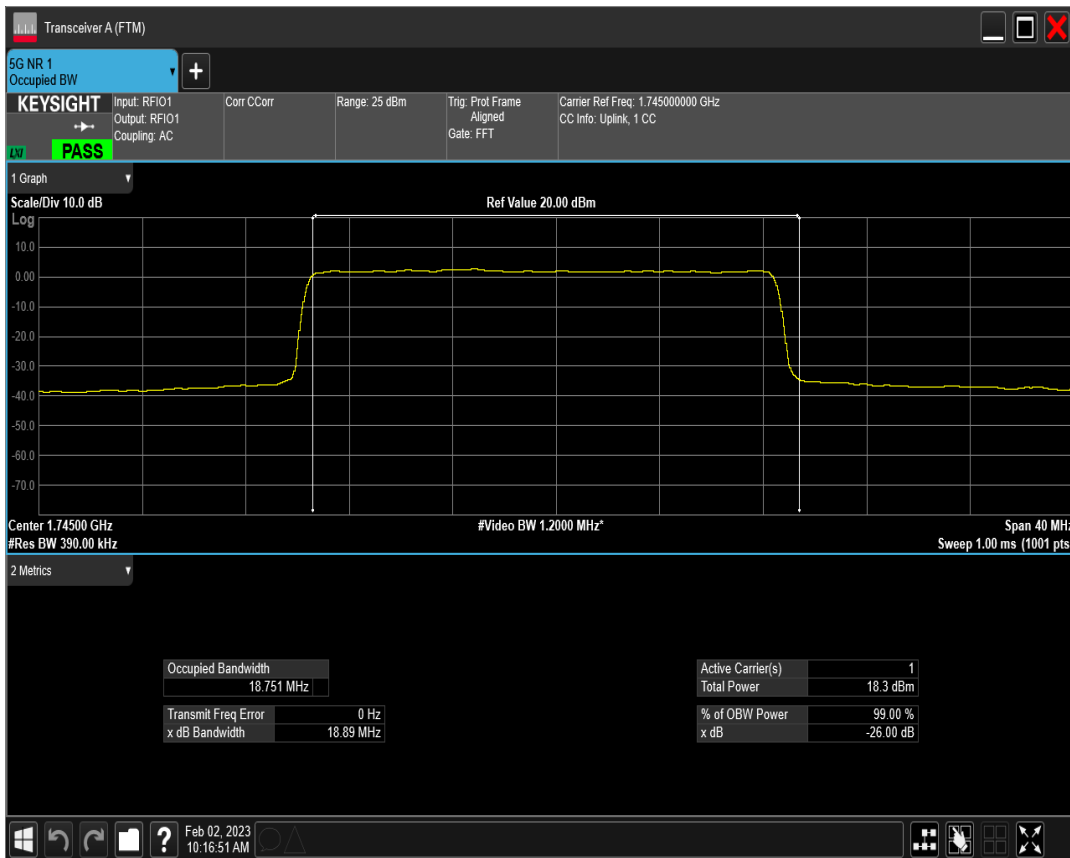 Transceiver A (FTM)
5G NR 1
Occupied BW
+
KEYSIGHT
LXI
PASS
Input: RFIO1
Output: RFIO1
Coupling: AC
Corr CCorr
Range: 25 dBm
Trig: Prot Frame
Aligned
Gate: FFT
Carrier Ref Freq: 1.745000000 GHz
CC Info: Uplink, 1 CC
1 Graph
Scale/Div 10.0 dB
Ref Value 20.00 dBm
Log
10.0
0.00
-10.0
-20.0
-30.0
-40.0
-50.0
-60.0
-70.0
Center 1.74500 GHz
#Video BW 1.2000 MHz*
Span 40 MHz
#Res BW 390.00 kHz
Sweep 1.00 ms (1001 pts
2 Metrics
Occupied Bandwidth
18.751 MHz
Transmit Freq Error 0 Hz
x dB Bandwidth 18.89 MHz
Active Carrier(s) 1
Total Power 18.3 dBm
% of OBW Power 99.00 %
x dB -26.00 dB
?
Feb 02, 2023
10:16:51 AM